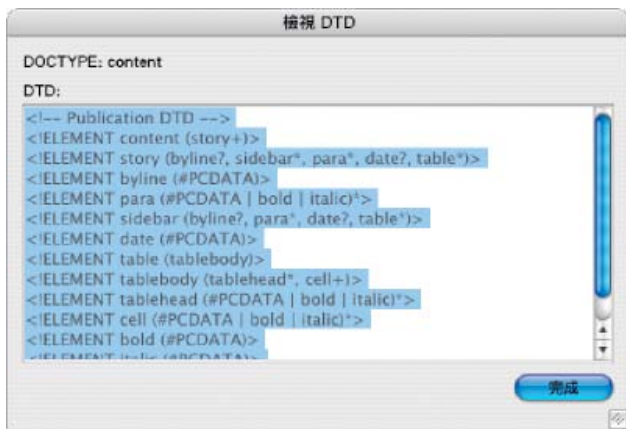 檢視 DTD
DOCTYPE: content
DTD:
<!-- Publication DTD -->
<!ELEMENT content (story+)>
<!ELEMENT story (byline?, sidebar*, para*, date?, table*)>
<!ELEMENT byline (#PCDATA)>
<!ELEMENT para (#PCDATA | bold | italic)*>
<!ELEMENT sidebar (byline?, para*, date?, table*)>
<!ELEMENT date (#PCDATA)>
<!ELEMENT table (tablebody)>
<!ELEMENT tablebody (tablehead*, cell+)>
<!ELEMENT tablehead (#PCDATA | bold | italic)*>
<!ELEMENT cell (#PCDATA | bold | italic)*>
<!ELEMENT bold (#PCDATA)>
<!ELEMENT italic (#PCDATA)>
完成